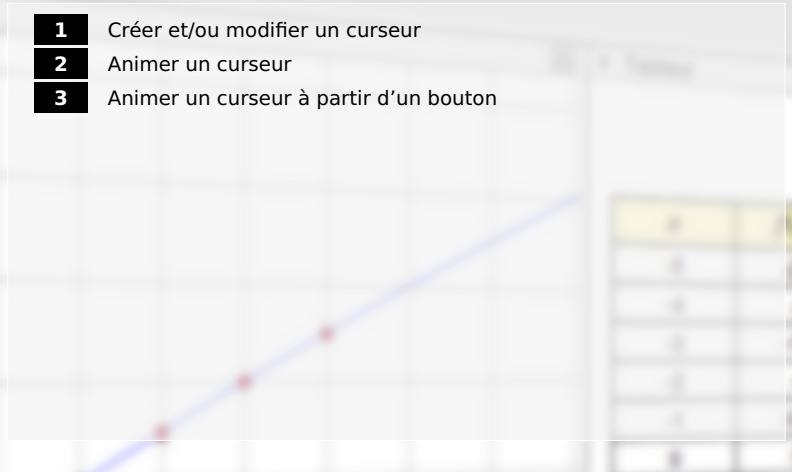 1 Créer et/ou modifier un curseur
2 Animer un curseur
3 Animer un curseur à partir d’un bouton